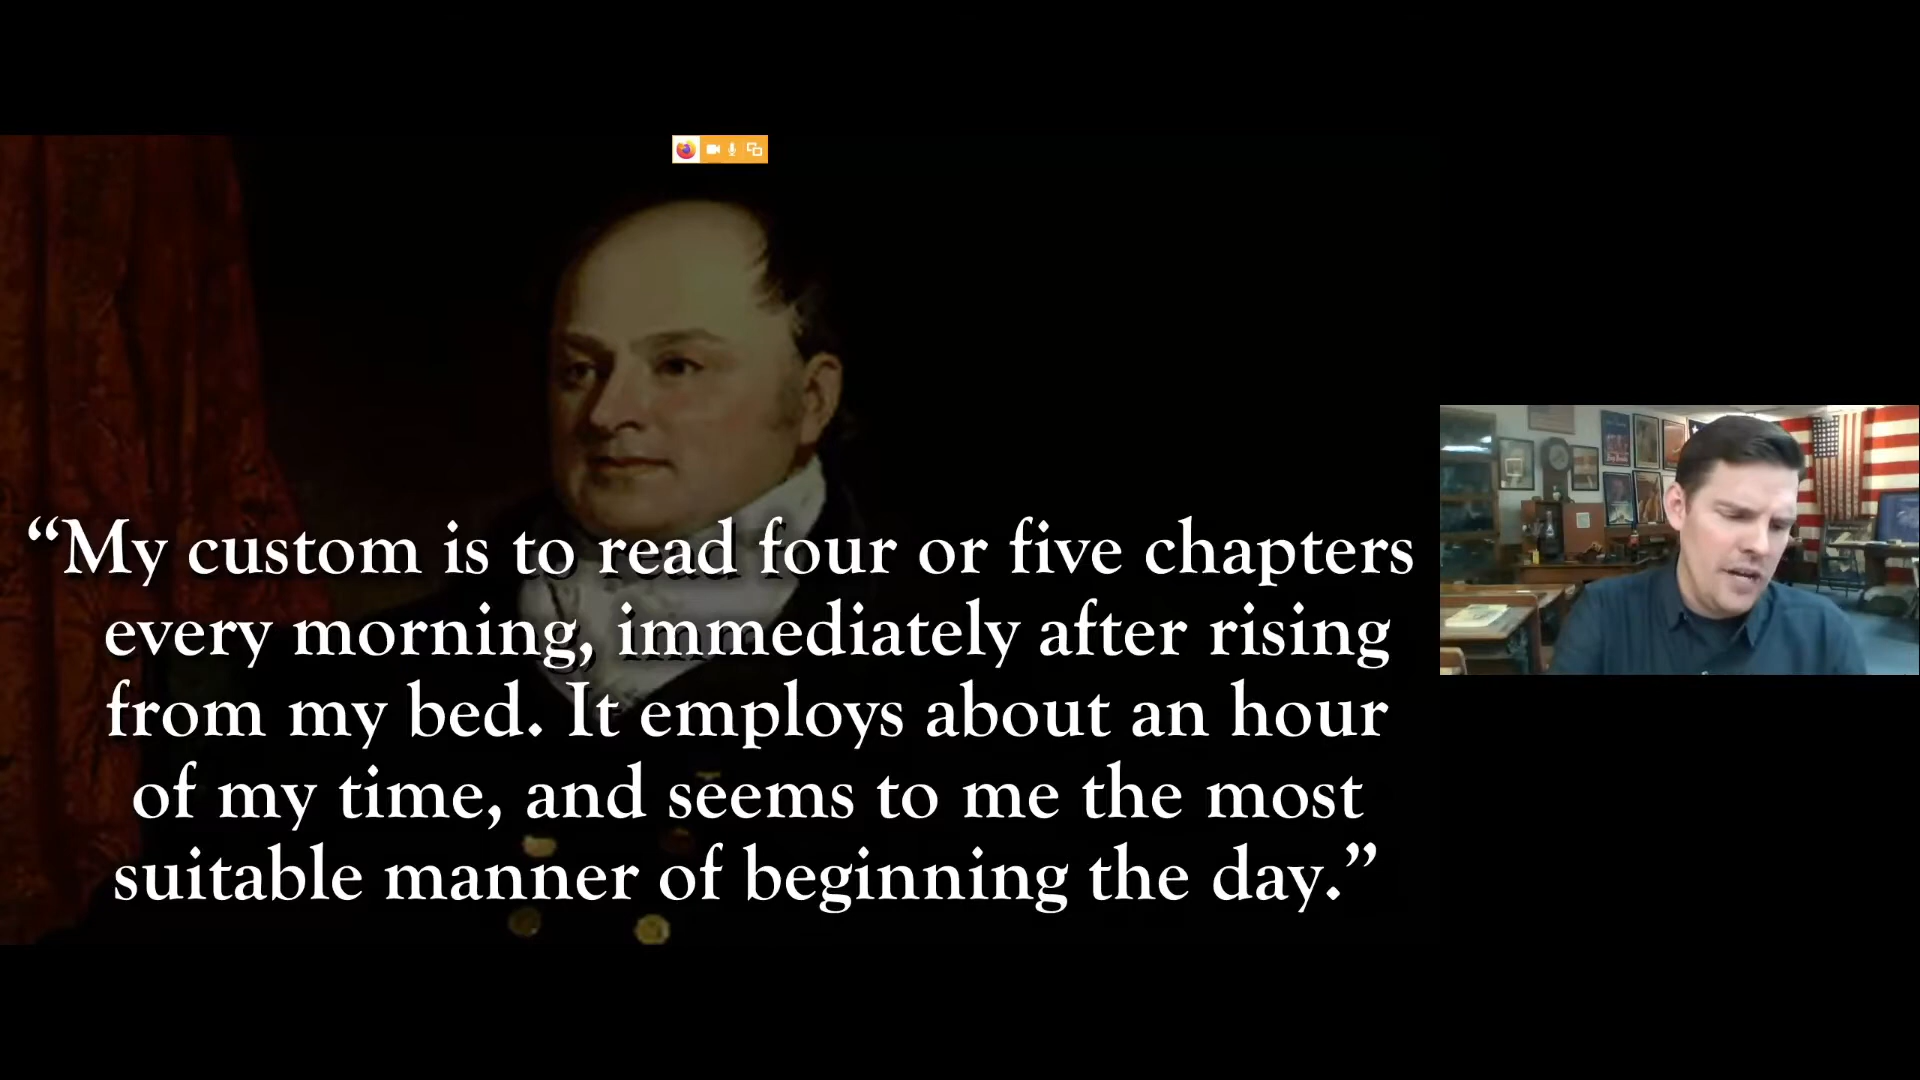 “My custom is to read four or five chapters
every morning, immediately after rising
from my bed. It employs about an hour
of my time, and seems to me the most
suitable manner of beginning the day.”